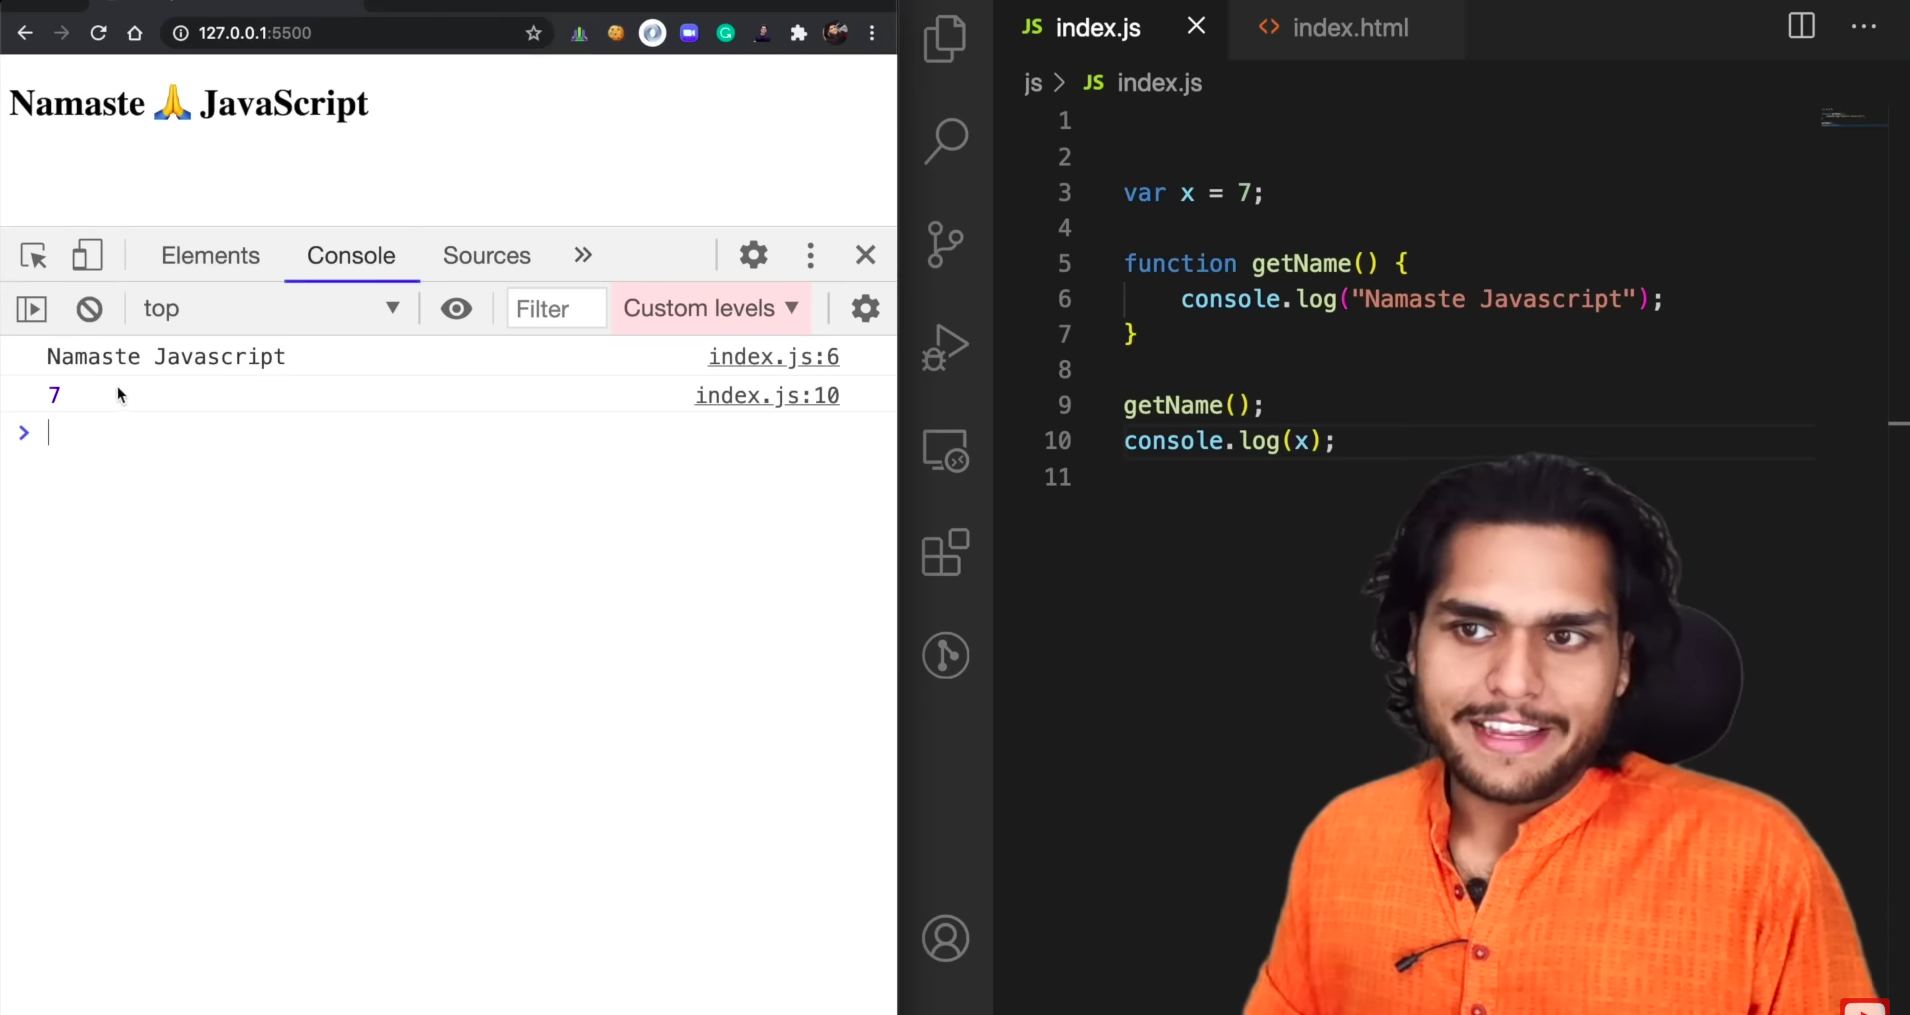 127.0.0.1:5500
Namaste 🙏 JavaScript
Elements Console Sources
top Filter Custom levels
Namaste Javascript index.js:6
7 index.js:10
JS index.js index.html
js > JS index.js
1
2
3 var x = 7;
4
5 function getName() {
6 console.log("Namaste Javascript");
7 }
8
9 getName();
10 console.log(x);
11